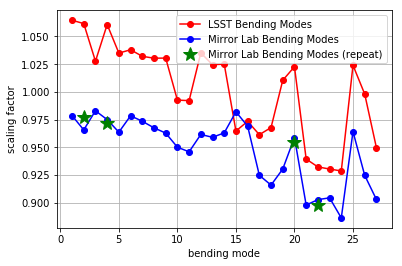 LSST Bending Modes
Mirror Lab Bending Modes
Mirror Lab Bending Modes (repeat)
scaling factor
1.050
1.025
1.000
0.975
0.950
0.925
0.900
0 5 10 15 20 25
bending mode